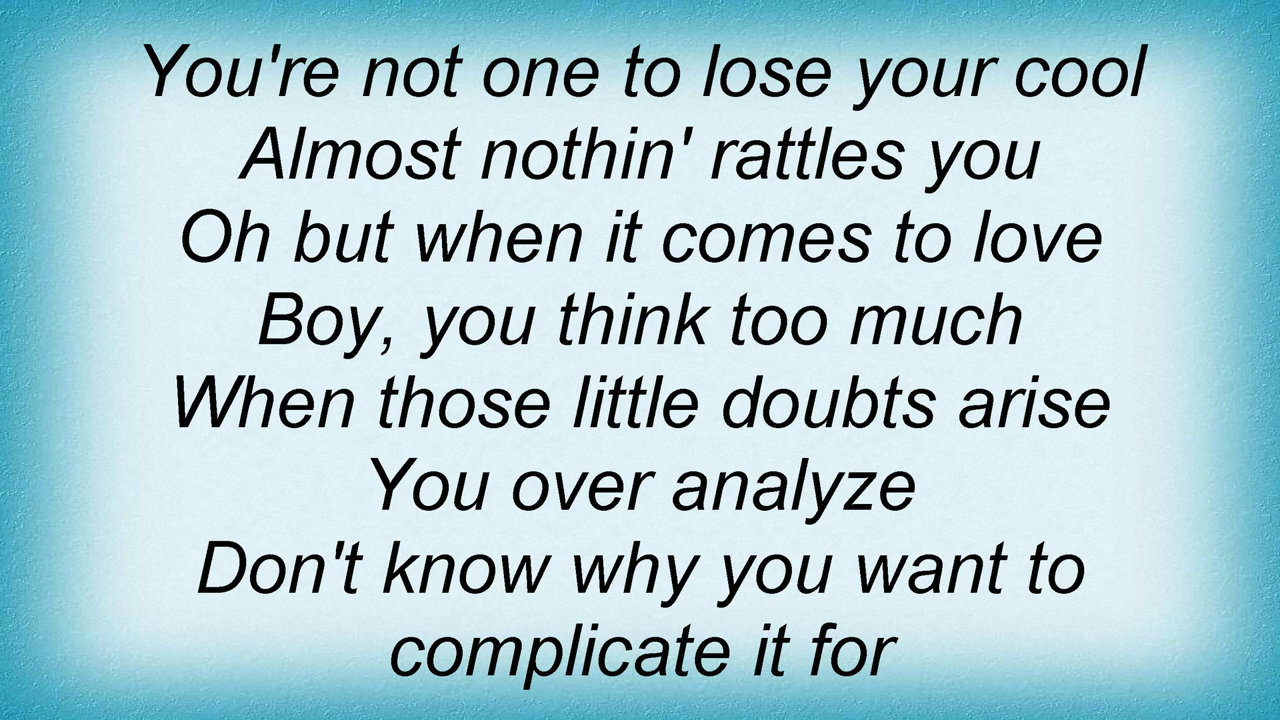 You're not one to lose your cool
Almost nothin' rattles you
Oh but when it comes to love
Boy, you think too much
When those little doubts arise
You over analyze
Don't know why you want to
complicate it for